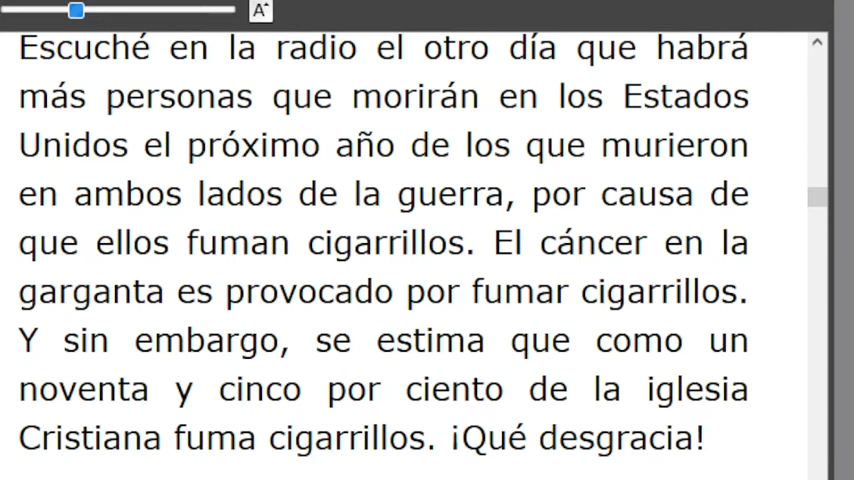 A
Escuché en la radio el otro día que habrá
más personas que morirán en los Estados
Unidos el próximo año de los que murieron
en ambos lados de la guerra, por causa de
que ellos fuman cigarrillos. El cáncer en la
garganta es provocado por fumar cigarrillos.
Y sin embargo, se estima que como un
noventa y cinco por ciento de la iglesia
Cristiana fuma cigarrillos. ¡Qué desgracia!